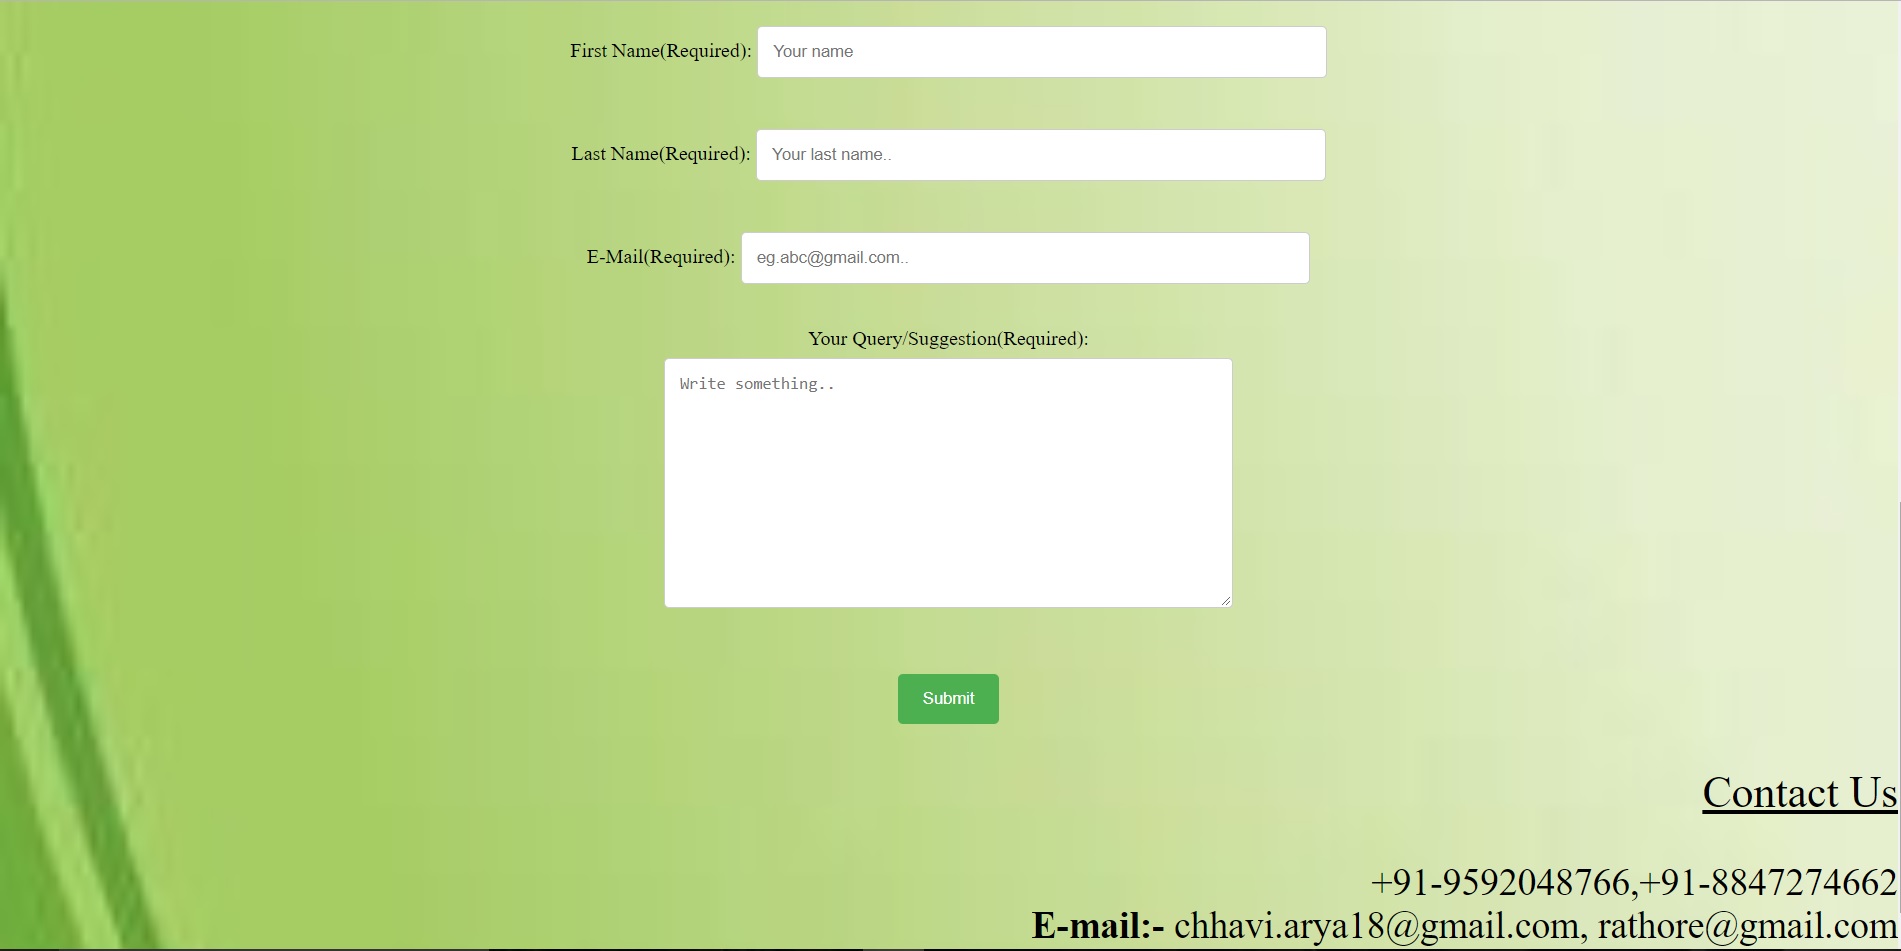 First Name(Required): Your name
Last Name(Required): Your last name..
E-Mail(Required): eg.abc@gmail.com..
Your Query/Suggestion(Required):
Write something..
Submit
Contact Us
+91-9592048766,+91-8847274662
E-mail:- chhavi.arya18@gmail.com, rathore@gmail.com